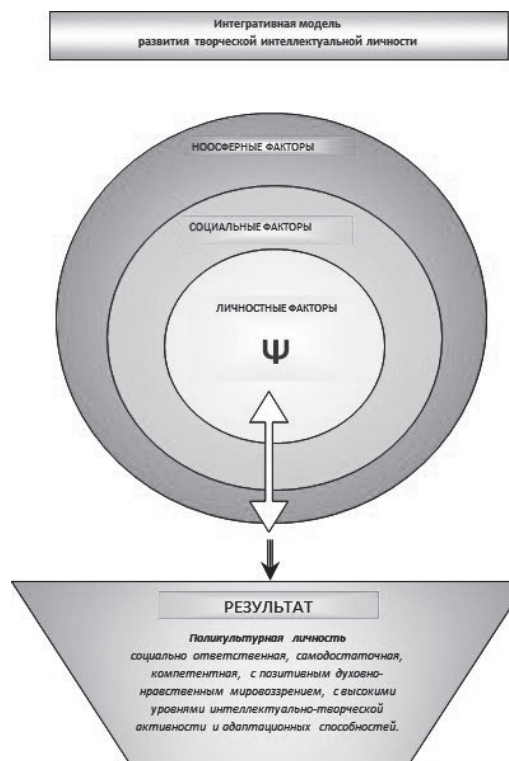 Интегративная модель
развития творческой интеллектуальной личности
НООСФЕРНЫЕ ФАКТОРЫ
СОЦИАЛЬНЫЕ ФАКТОРЫ
ЛИЧНОСТНЫЕ ФАКТОРЫ
Ψ
РЕЗУЛЬТАТ
Поликультурная личность
социально ответственная, самодостаточная,
компетентная, с позитивным духовно-
нравственным мировоззрением, с высокими
уровнями интеллектуально-творческой
активности и адаптационных способностей.